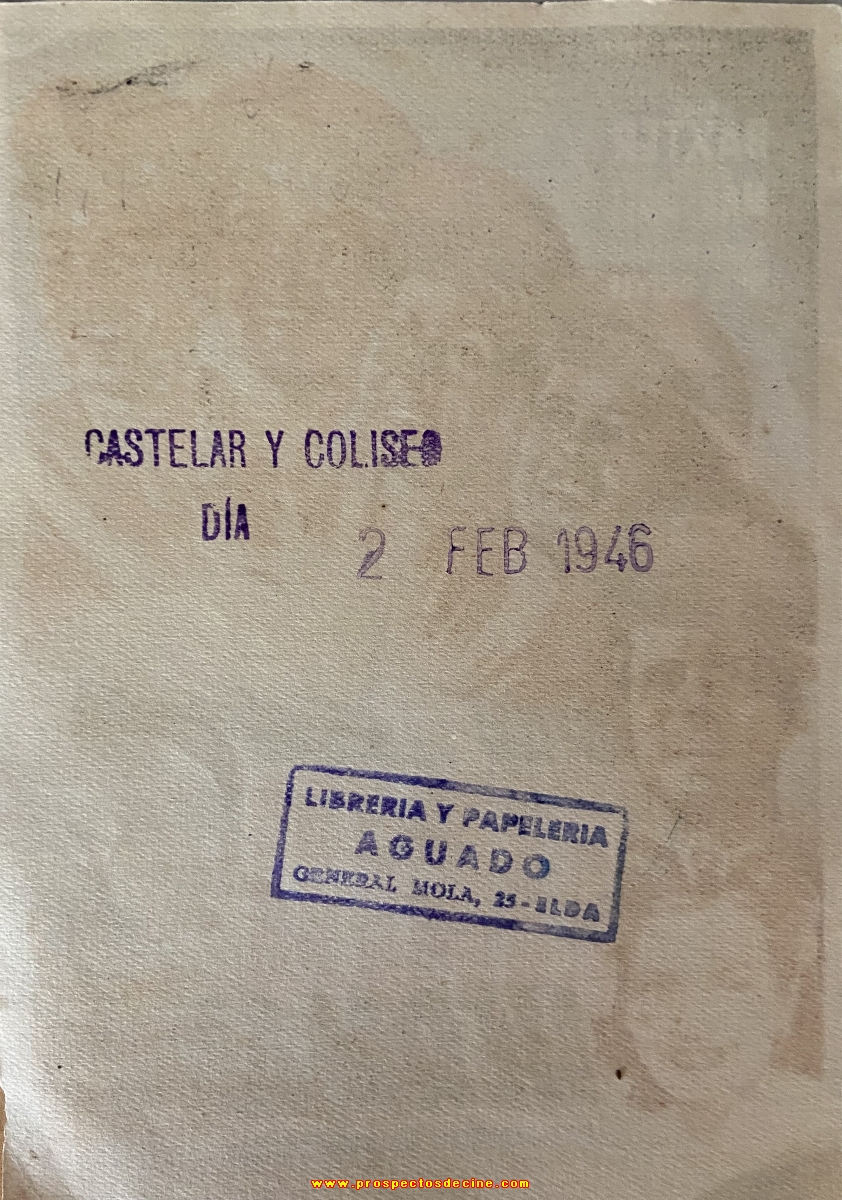 CASTELAR Y COLISEO
DÍA
2 FEB 1946
LIBRERIA Y PAPELERIA
AGUADO
GENERAL MOLA, 25 - ELDA
www.prospectosdecine.com